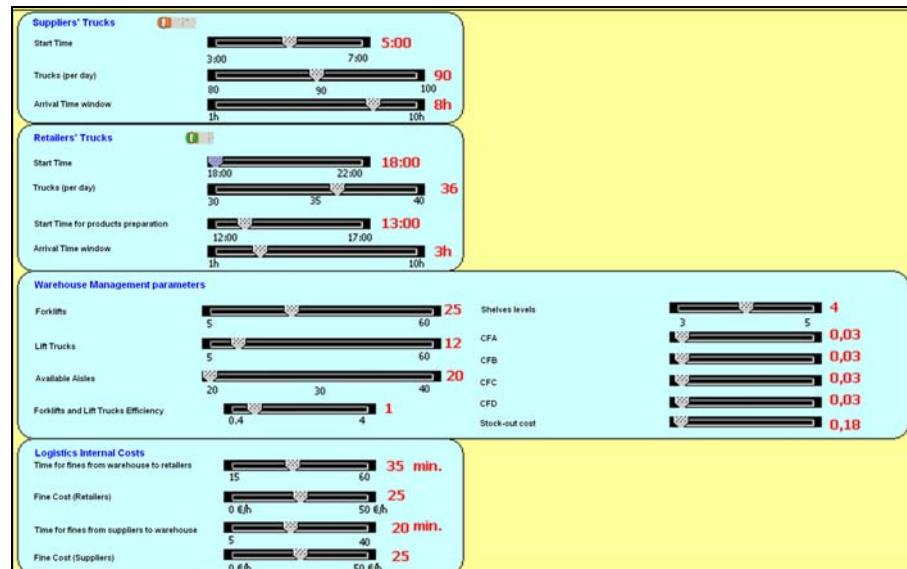 Suppliers' Trucks
Start Time 5:00
3:00 7:00
Trucks (per day) 90
80 90 100
Arrival Time window 8h
1h 10h
Retailers' Trucks
Start Time 18:00
18:00 22:00
Trucks (per day) 36
30 35 40
Start Time for products preparation 13:00
12:00 17:00
Arrival Time window 3h
1h 10h
Warehouse Management parameters
Forklifts 25
5 60
Lift Trucks 12
5 60
Available Aisles 20
20 30 40
Forklifts and Lift Trucks Efficiency 1
0.4 4
Shelves levels 4
3 5
CFA 0,03
CFB 0,03
CFC 0,03
CFD 0,03
Stock-out cost 0,18
Logistics Internal Costs
Time for fines from warehouse to retailers 35 min.
15 60
Fine Cost (Retailers) 25
0 €/h 50 €/h
Time for fines from suppliers to warehouse 20 min.
5 40
Fine Cost (Suppliers) 25
0 €/h 50 €/h